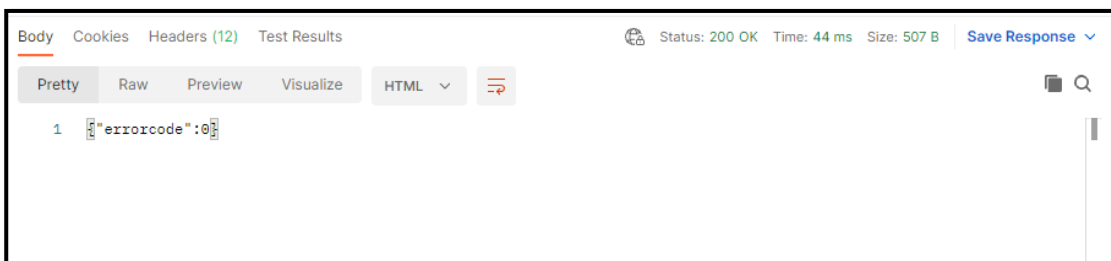 Body Cookies Headers (12) Test Results Status: 200 OK Time: 44 ms Size: 507 B Save Response
Pretty Raw Preview Visualize HTML
1 {"errorcode":0}